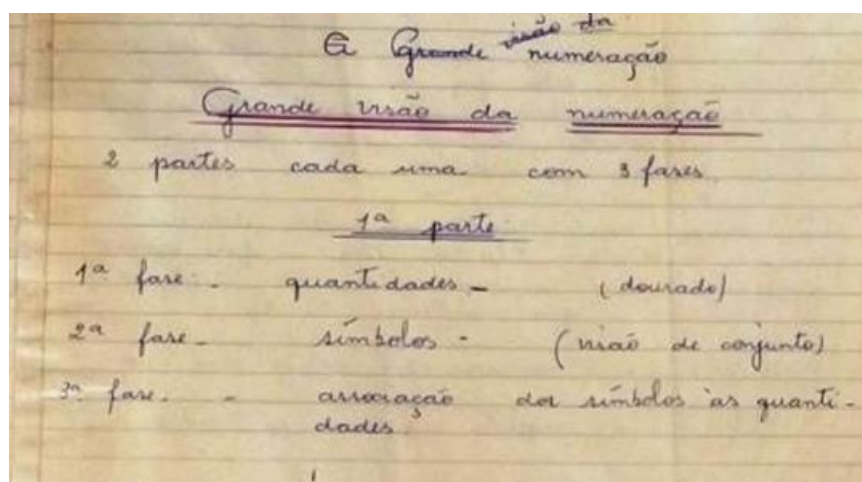 A Grande visão da numeração
Grande visão da numeração
2 partes cada uma com 3 fases
1ª parte
1ª fase - quantidades - (dourado)
2ª fase - símbolos - (visão de conjunto)
3ª fase - associação dos símbolos às quanti-
dades